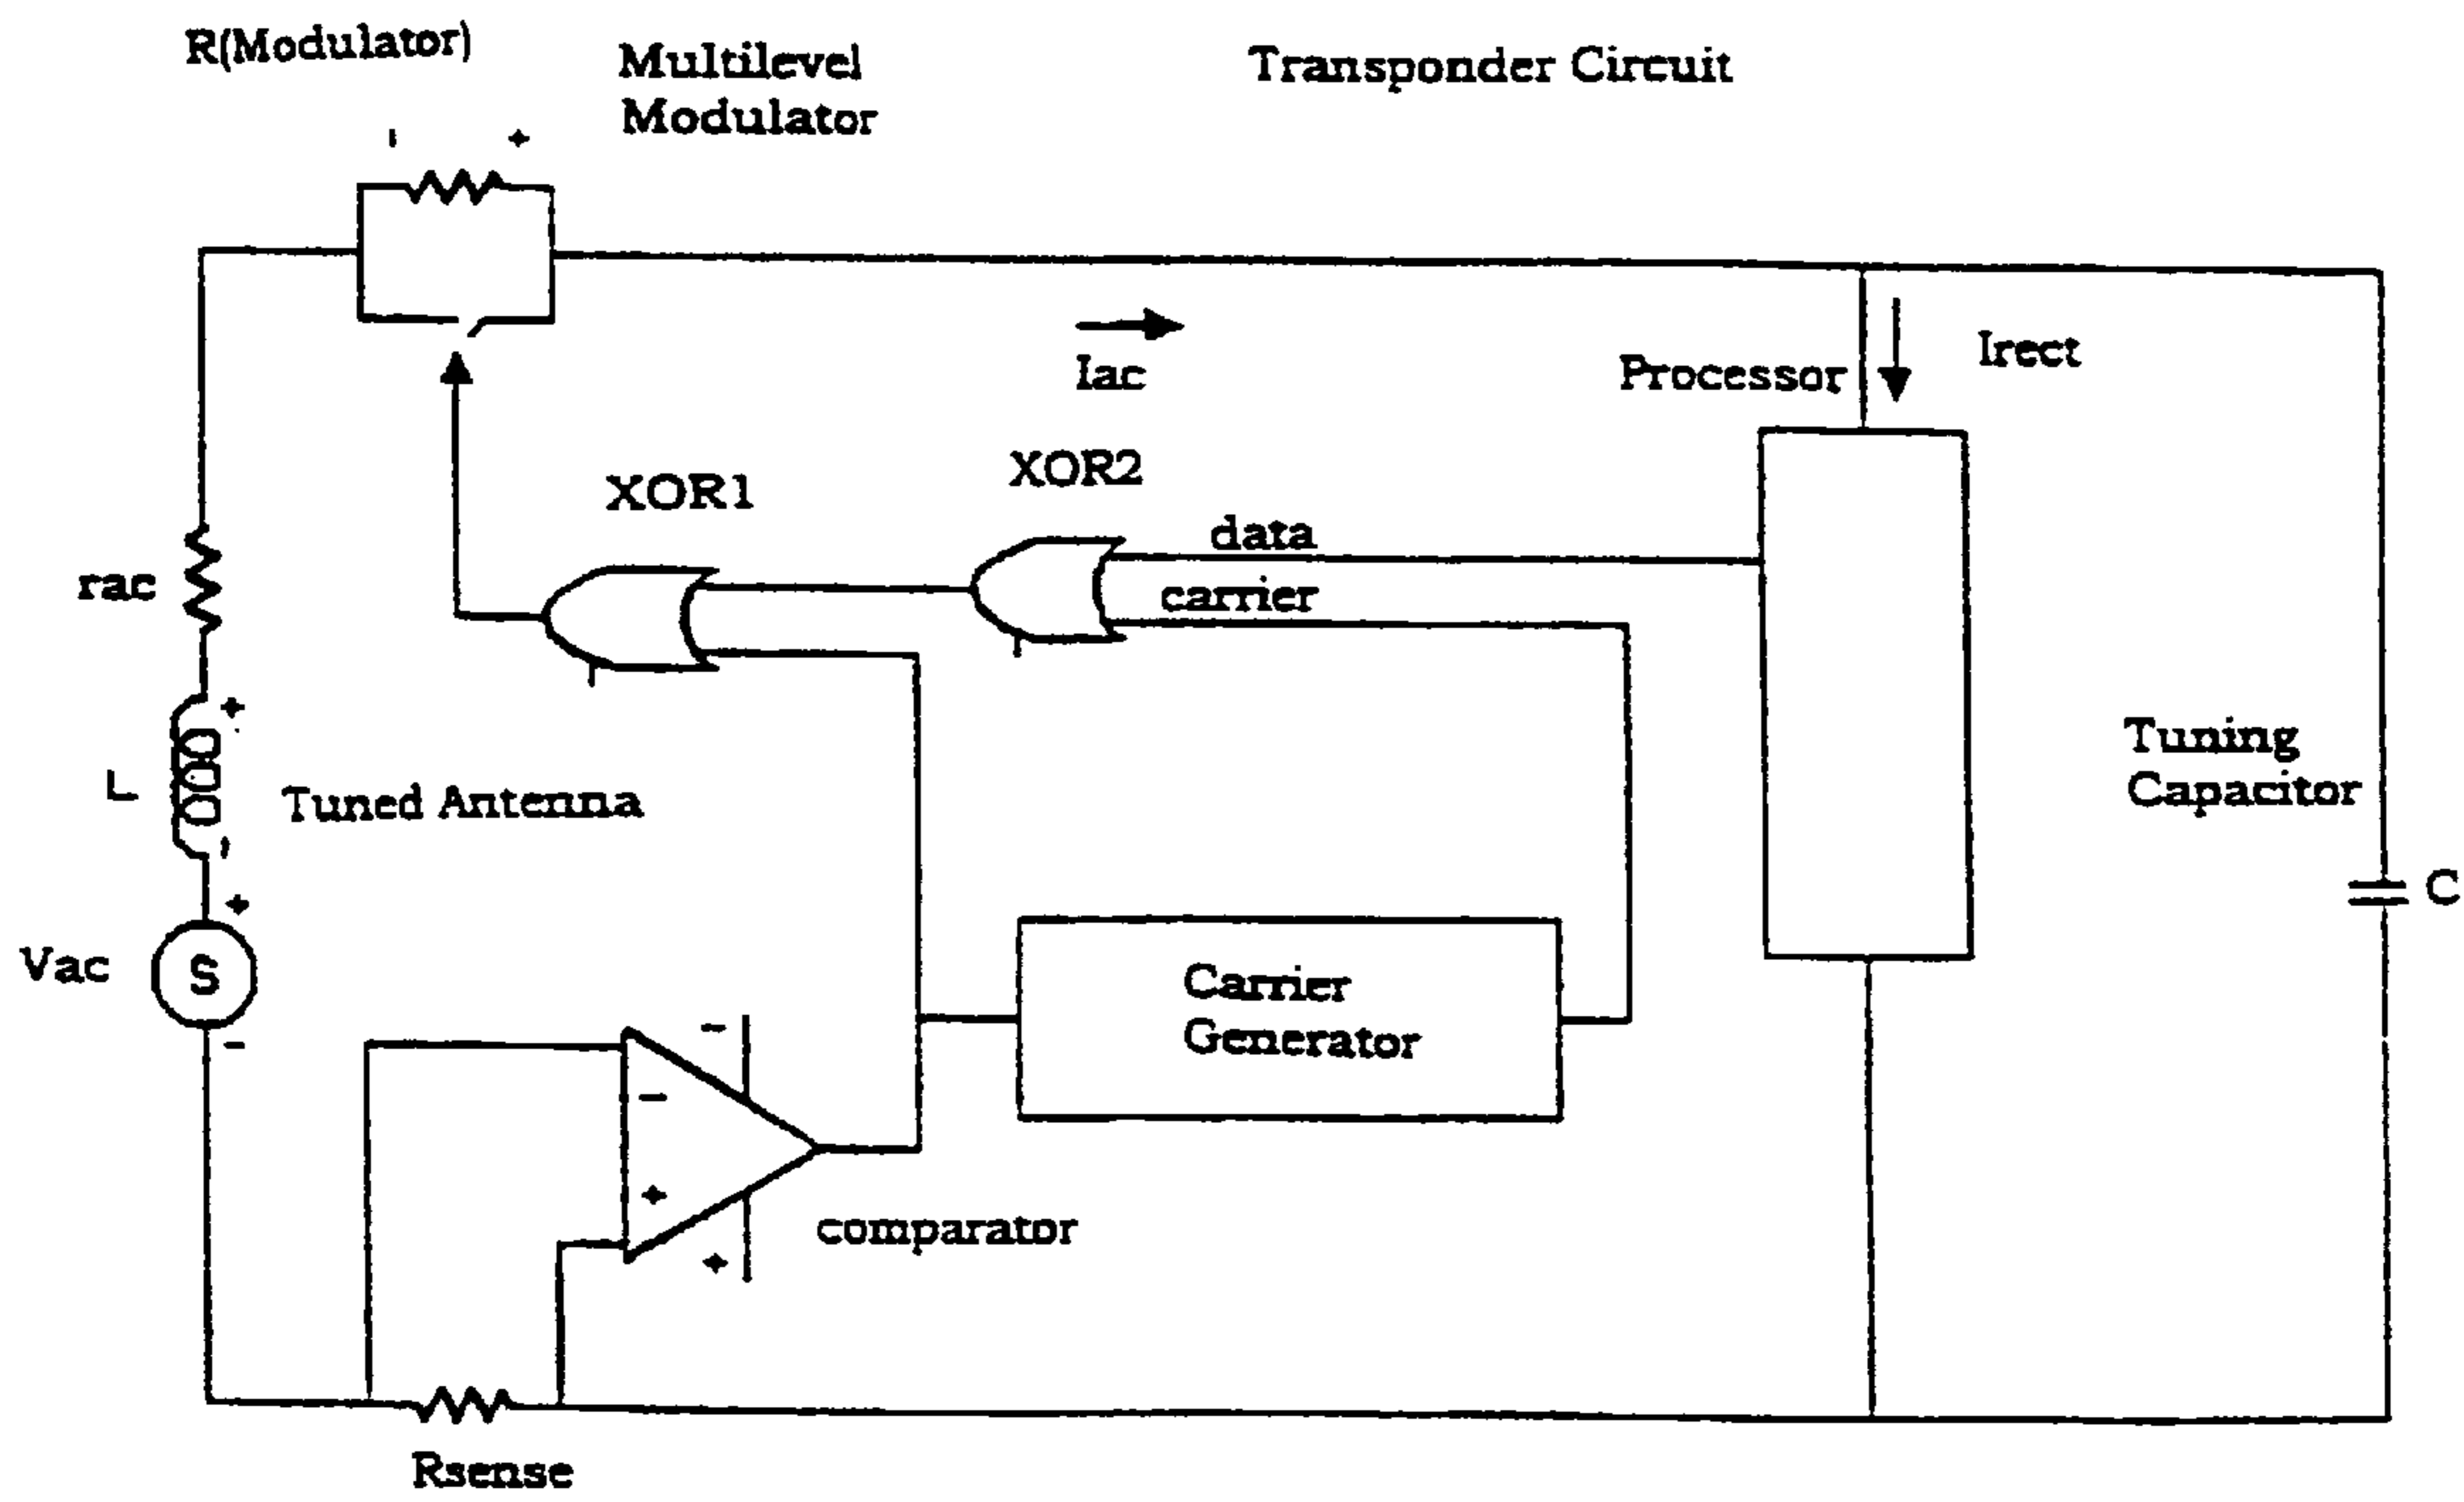 R(Modulator)
Multilevel
Modulator
Transponder Circuit
- +
Iac
Processor
Irect
XOR1
XOR2
data
carrier
rac
+
L
Tuned Antenna
-
Tuning
Capacitor
C
+
Vac
S
-
Carrier
Generator
-
-
+
+
comparator
Rsense